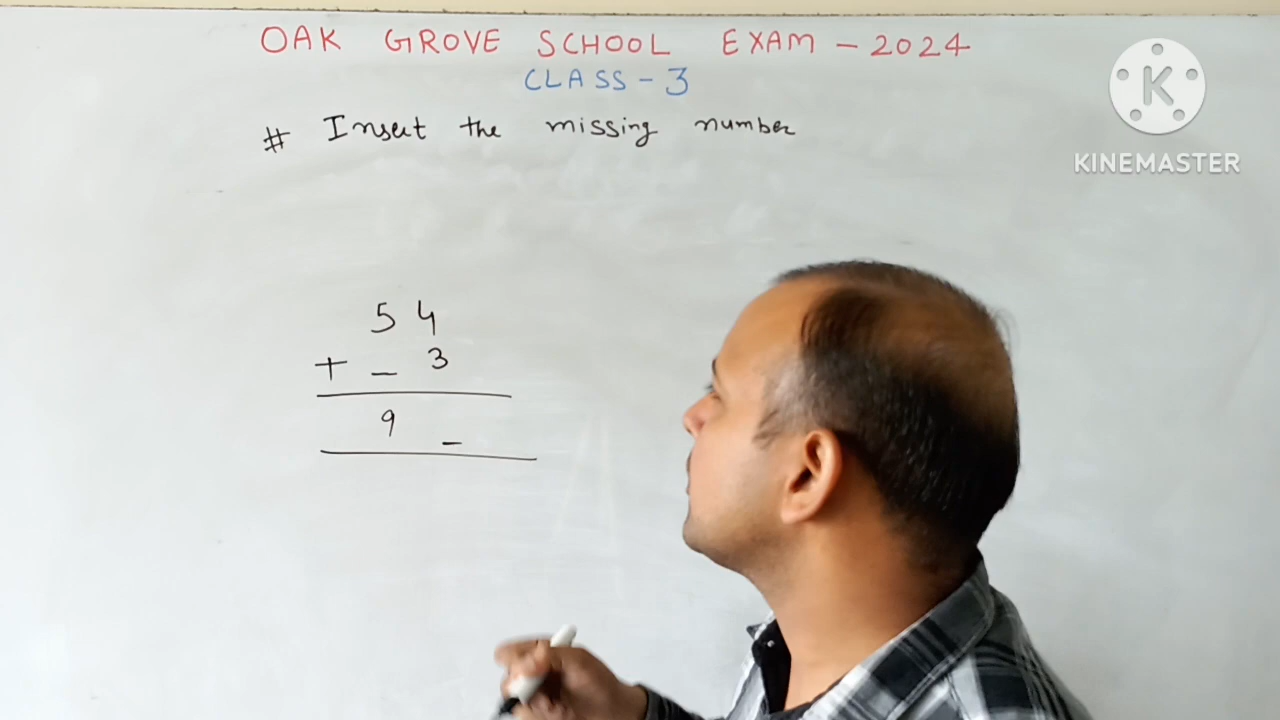 OAK GROVE SCHOOL EXAM - 2024
CLASS - 3
# Insert the missing number
5 4
+ _ 3
9 _
K
KINEMASTER